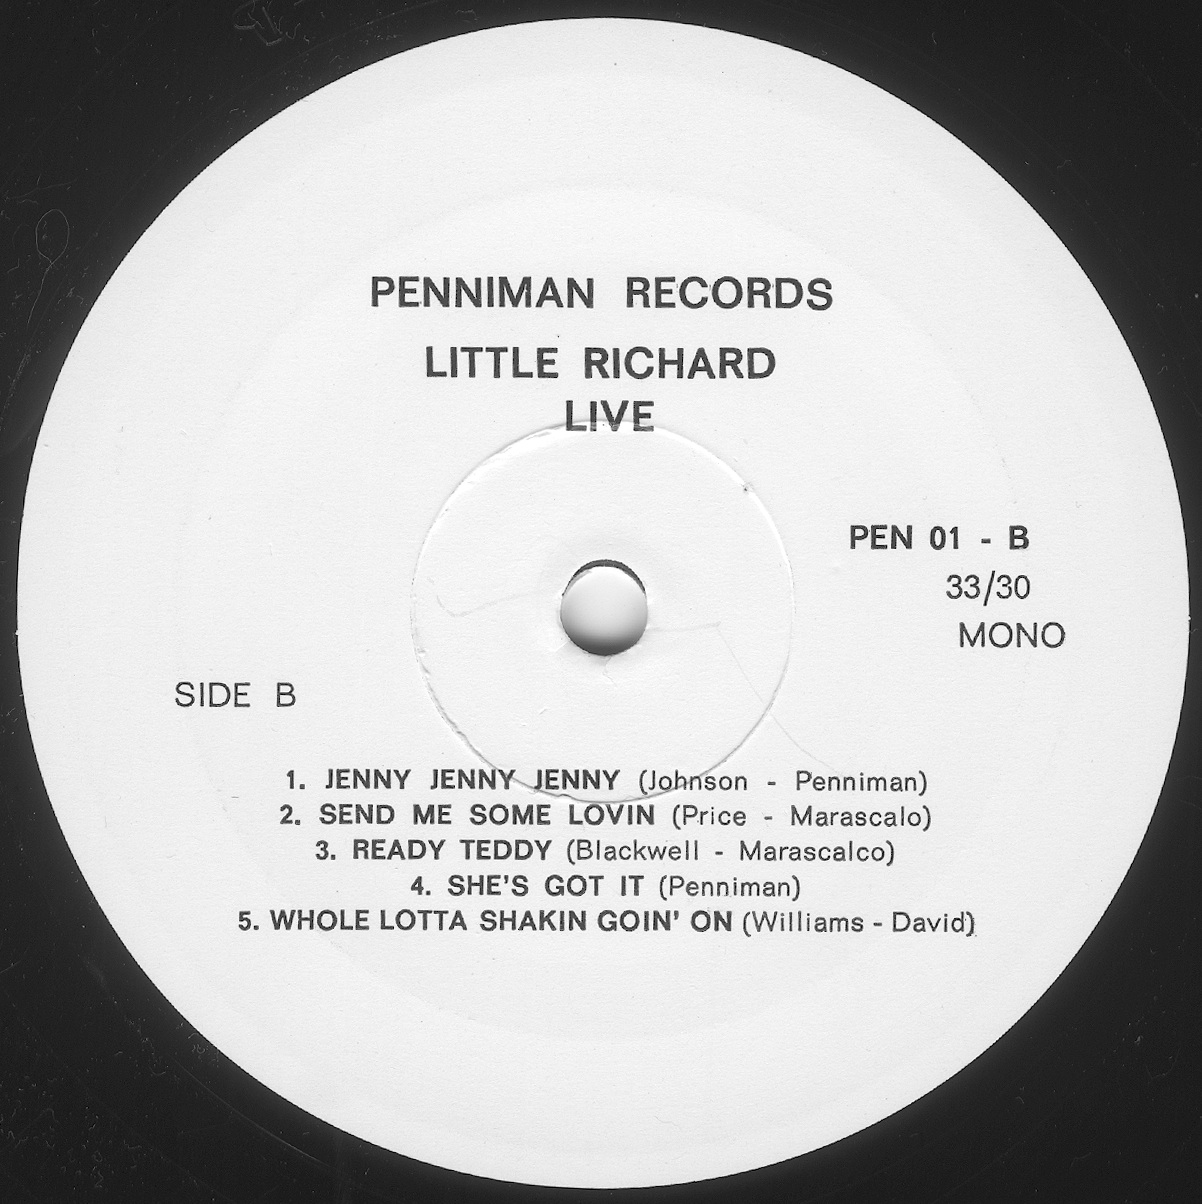 PENNIMAN RECORDS
LITTLE RICHARD
LIVE
PEN 01 - B
33/30
MONO
SIDE B
1. JENNY JENNY JENNY (Johnson - Penniman)
2. SEND ME SOME LOVIN (Price - Marascalo)
3. READY TEDDY (Blackwell - Marascalco)
4. SHE'S GOT IT (Penniman)
5. WHOLE LOTTA SHAKIN GOIN' ON (Williams - David)